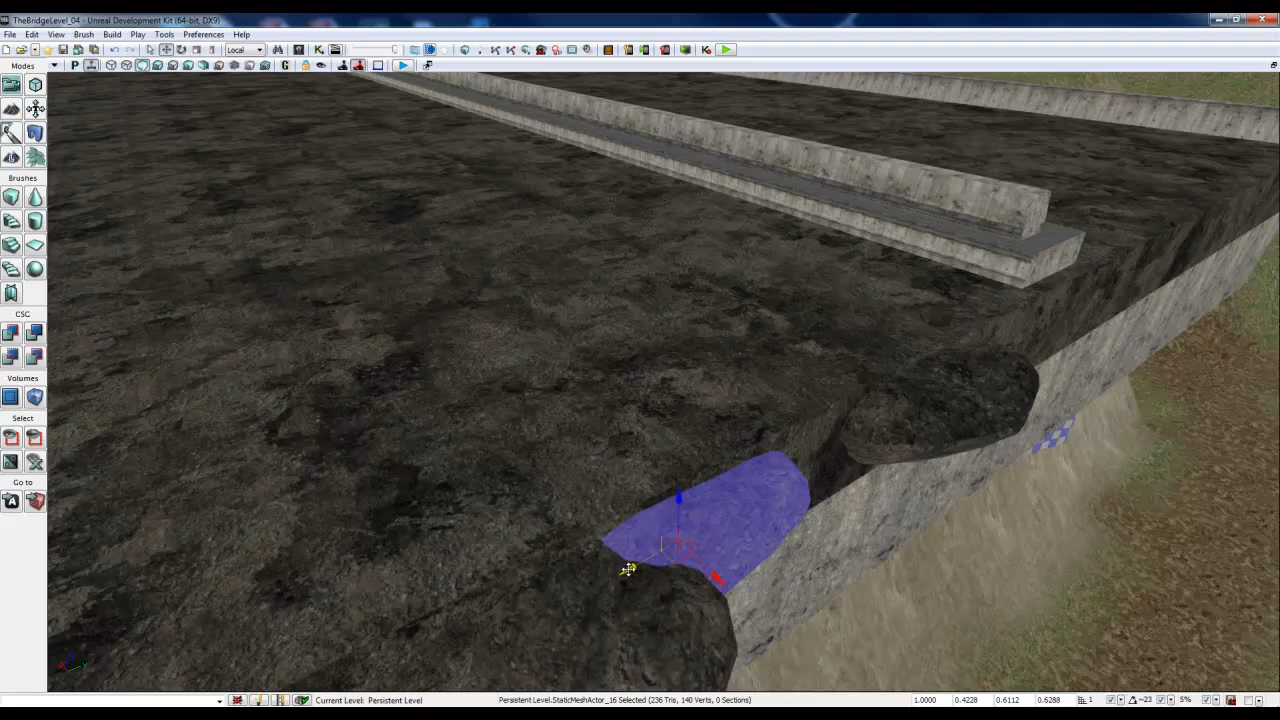 TheBridgeLevel_04 - Unreal Development Kit (64-bit, DX9)
File Edit View Brush Build Play Tools Preferences Help
Local
Modes
P
G
Brushes
CSG
Volumes
Select
Go to
Current Level: Persistent Level
Persistent Level.StaticMeshActor_16 Selected (236 Tris, 140 Verts, 0 Sections)
1.0000 0.4228 0.6112 0.6288
1
~23
5%